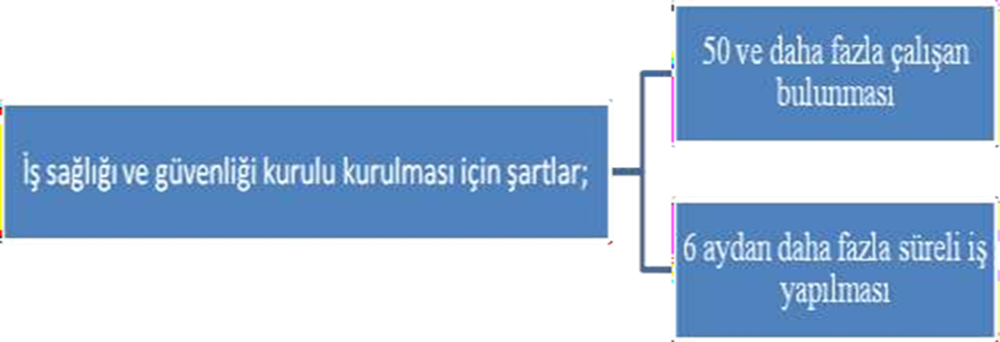 İş sağlığı ve güvenliği kurulu kurulması için şartlar;
50 ve daha fazla çalışan
bulunması
6 aydan daha fazla süreli iş
yapılması